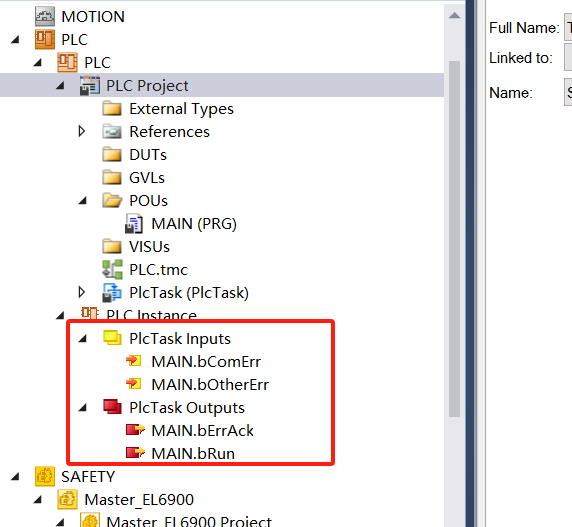 MOTION
PLC
PLC
PLC Project
External Types
References
DUTs
GVLs
POUs
MAIN (PRG)
VISUs
PLC.tmc
PlcTask (PlcTask)
PLC Instance
PlcTask Inputs
MAIN.bComErr
MAIN.bOtherErr
PlcTask Outputs
MAIN.bErrAck
MAIN.bRun
SAFETY
Master_EL6900
Master_EL6900 Project
Full Name:
Linked to:
Name: